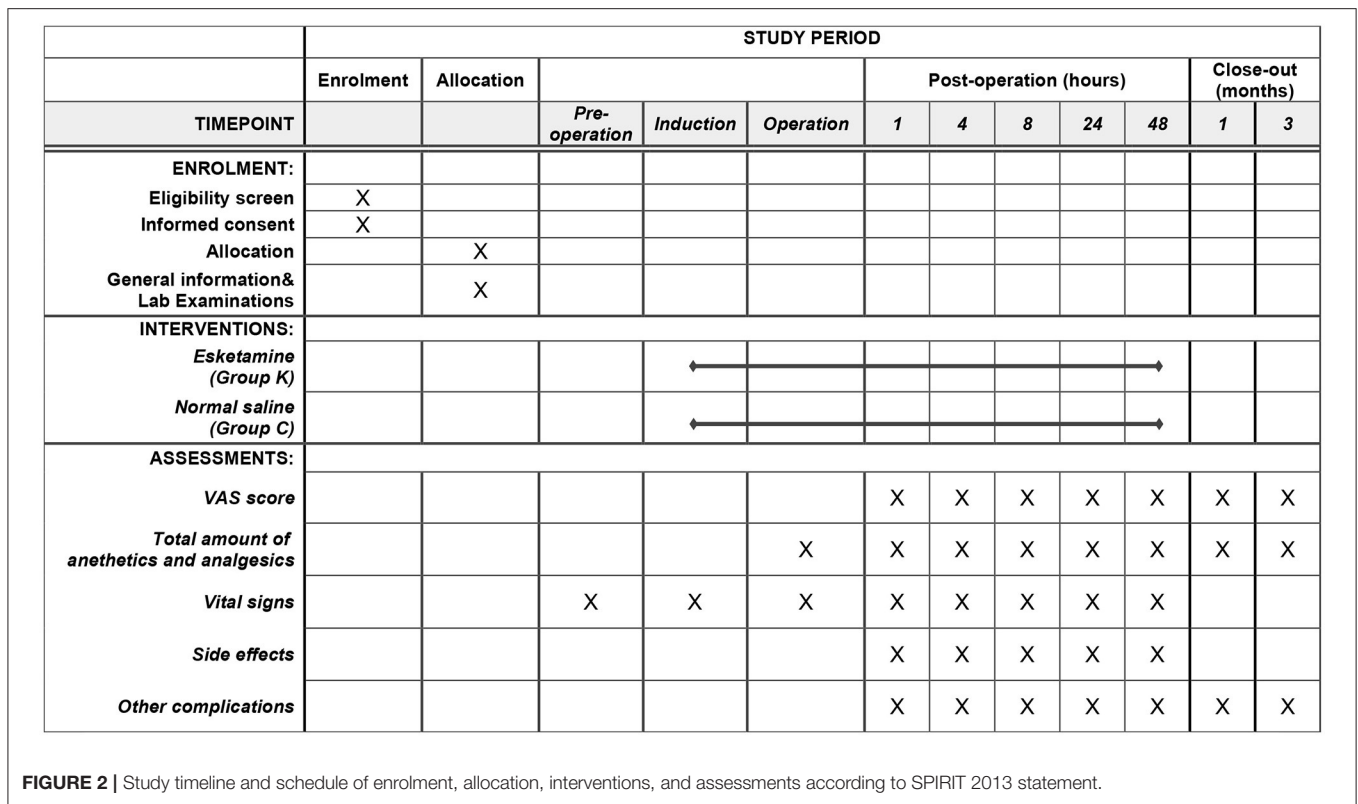 STUDY PERIOD
Enrolment Allocation Post-operation (hours) Close-out
(months)
TIMEPOINT Pre-
operation Induction Operation 1 4 8 24 48 1 3
ENROLMENT:
Eligibility screen X
Informed consent X
Allocation X
General information&
Lab Examinations X
INTERVENTIONS:
Esketamine
(Group K)
Normal saline
(Group C)
ASSESSMENTS:
VAS score X X X X X X X
Total amount of
anethetics and analgesics X X X X X X X X
Vital signs X X X X X X X X
Side effects X X X X X
Other complications X X X X X X X
FIGURE 2 | Study timeline and schedule of enrolment, allocation, interventions, and assessments according to SPIRIT 2013 statement.